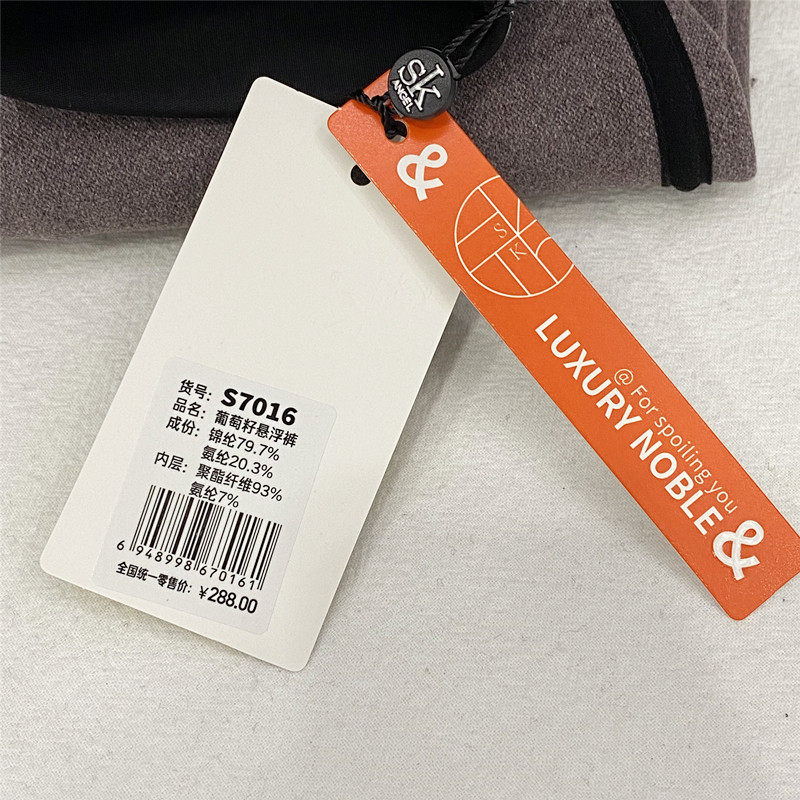 SK
ANGEL
&
S
K
LUXURY NOBLE
@ For spoiling you
&
货号: S7016
品名: 葡萄籽悬浮裤
成份: 锦纶79.7%
氨纶20.3%
内层: 聚酯纤维93%
氨纶7%
6 948998 670161
全国统一零售价: ¥288.00